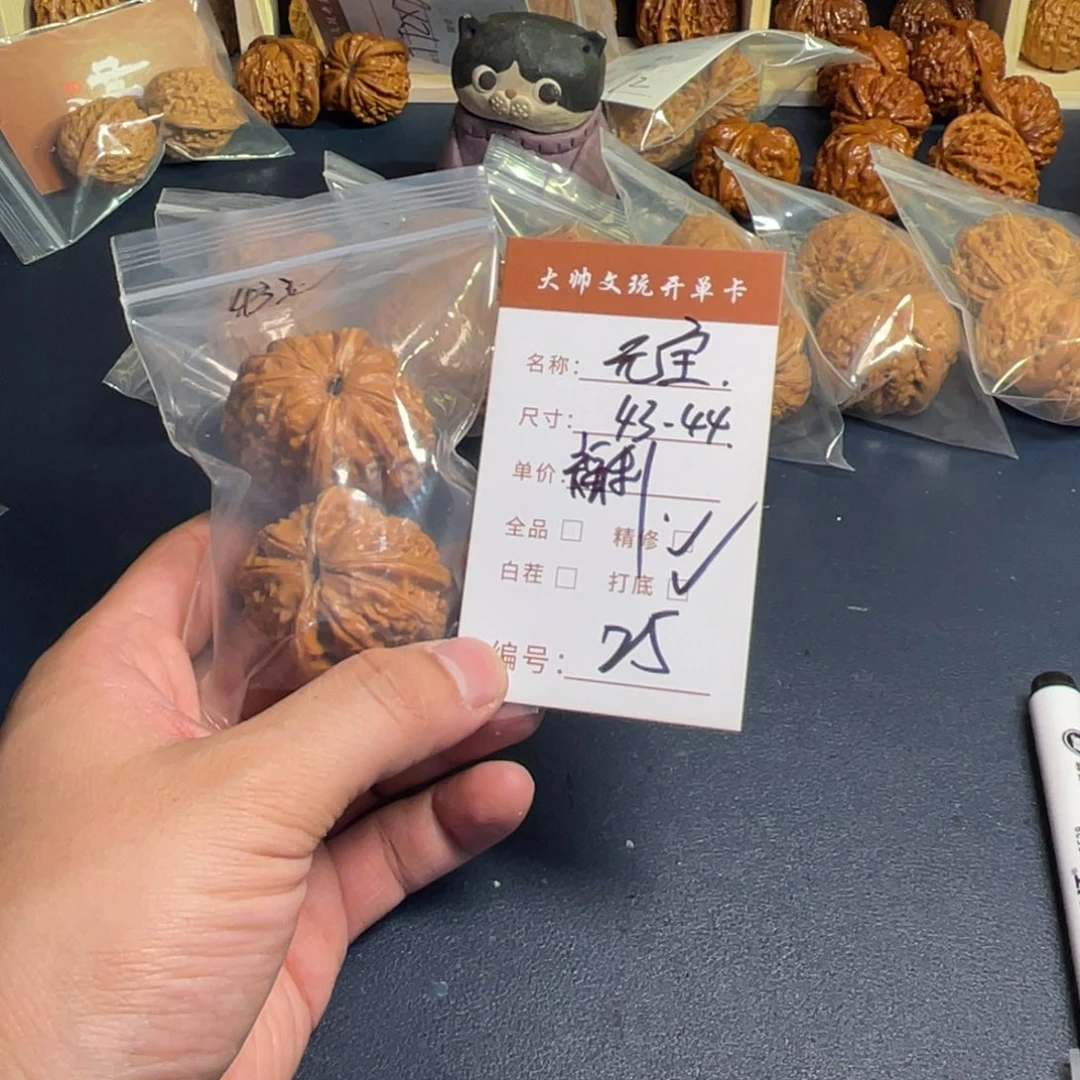 43元
大帅文玩开单卡
名称: 元宝.
尺寸: 43-44
单价: 福利
全品 □ 精修 □✓
白茬 □ 打底 □✓
编号: 25